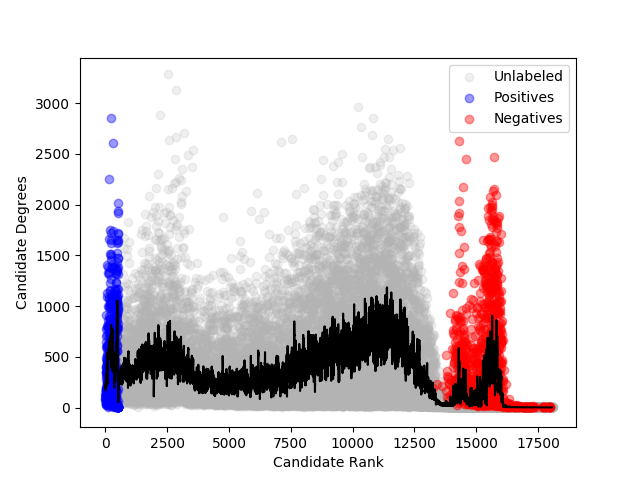 Unlabeled
Positives
Negatives
Candidate Degrees
3000
2500
2000
1500
1000
500
0
0 2500 5000 7500 10000 12500 15000 17500
Candidate Rank